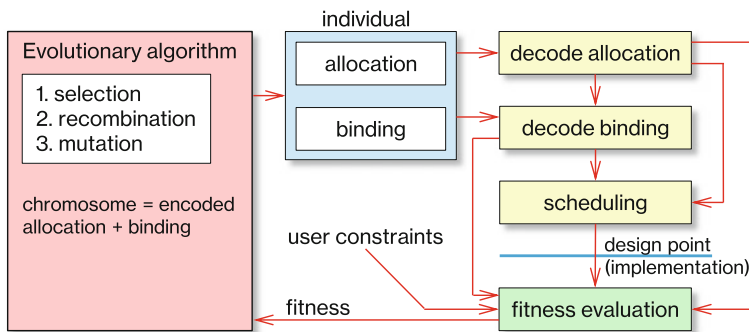 individual
Evolutionary algorithm
1. selection
2. recombination
3. mutation
chromosome = encoded
allocation + binding
allocation
binding
decode allocation
decode binding
scheduling
user constraints
design point
(implementation)
fitness
fitness evaluation